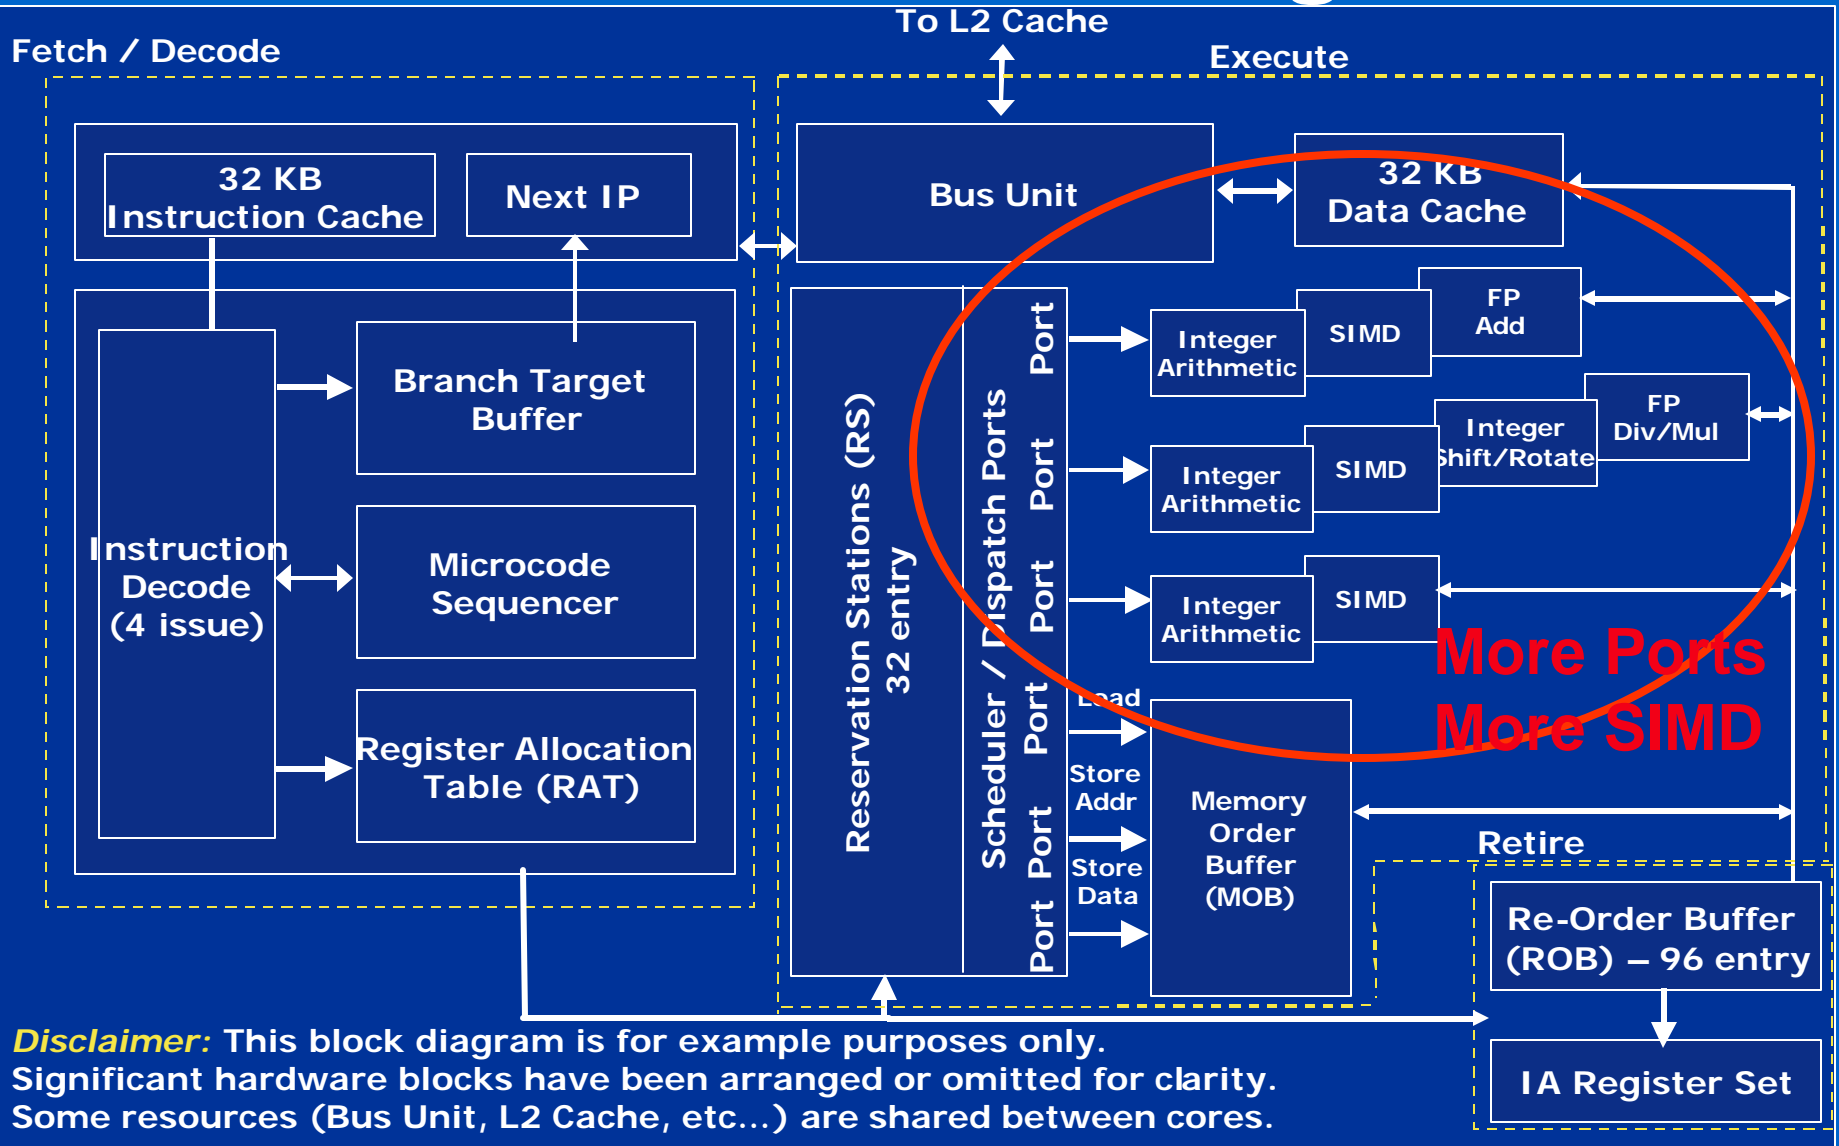 To L2 Cache
Fetch / Decode
Execute
32 KB
Instruction Cache
Next IP
Bus Unit
32 KB
Data Cache
Instruction
Decode
(4 issue)
Branch Target
Buffer
Microcode
Sequencer
Register Allocation
Table (RAT)
Reservation Stations (RS)
32 entry
Scheduler / Dispatch Ports
Port
Port
Port
Port
Port
Port
Integer
Arithmetic
SIMD
FP
Add
Integer
Arithmetic
SIMD
Integer
Shift/Rotate
FP
Div/Mul
Integer
Arithmetic
SIMD
More Ports
More SIMD
Load
Store
Addr
Store
Data
Memory
Order
Buffer
(MOB)
Retire
Re-Order Buffer
(ROB) – 96 entry
IA Register Set
Disclaimer: This block diagram is for example purposes only.
Significant hardware blocks have been arranged or omitted for clarity.
Some resources (Bus Unit, L2 Cache, etc...) are shared between cores.